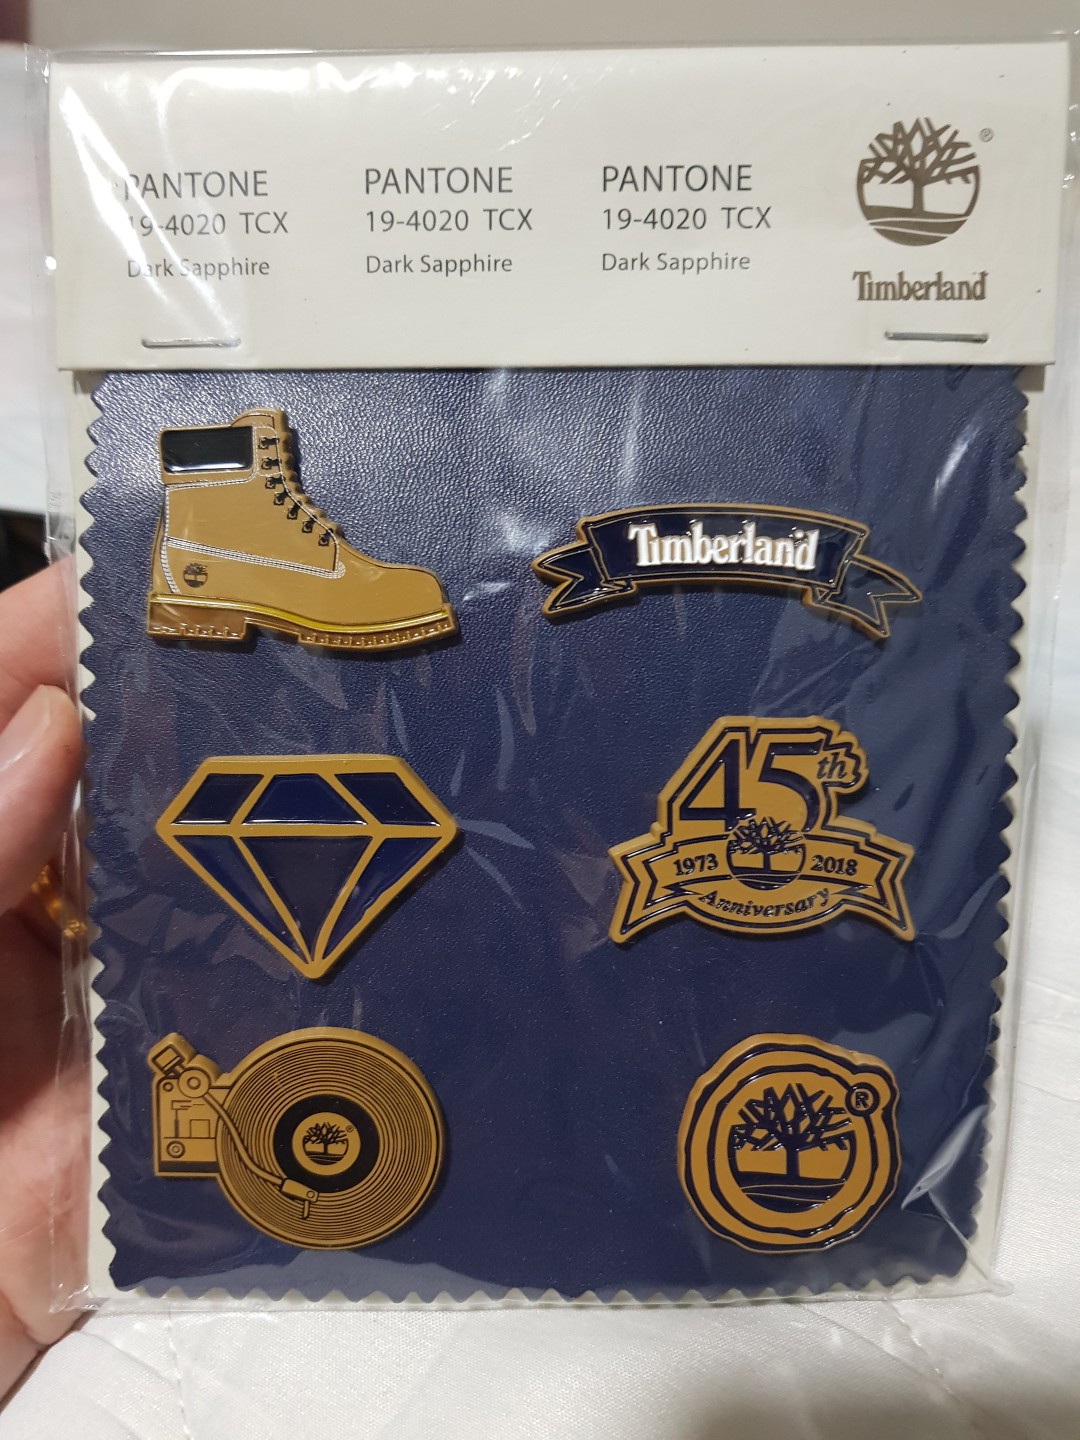 PANTONE
19-4020 TCX
Dark Sapphire
PANTONE
19-4020 TCX
Dark Sapphire
PANTONE
19-4020 TCX
Dark Sapphire
®
Timberland
Timberland
45th
1973 2018
Anniversary
®
®